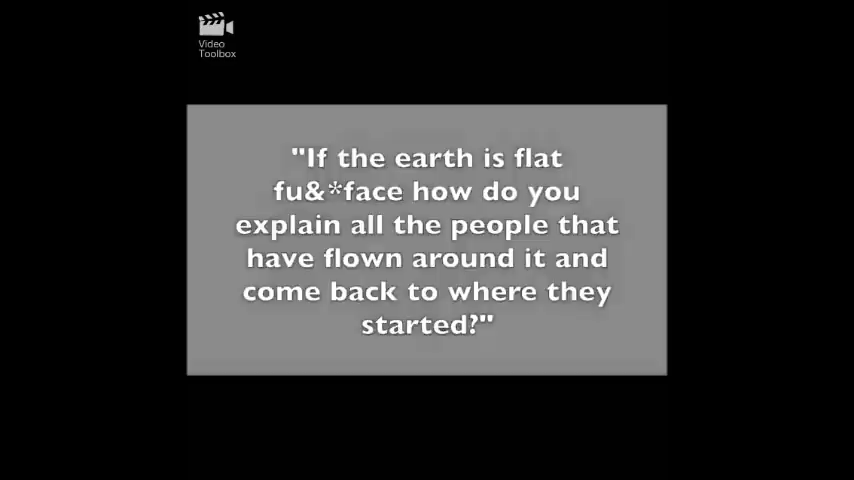 Video
Toolbox
"If the earth is flat
fu&*face how do you
explain all the people that
have flown around it and
come back to where they
started?"